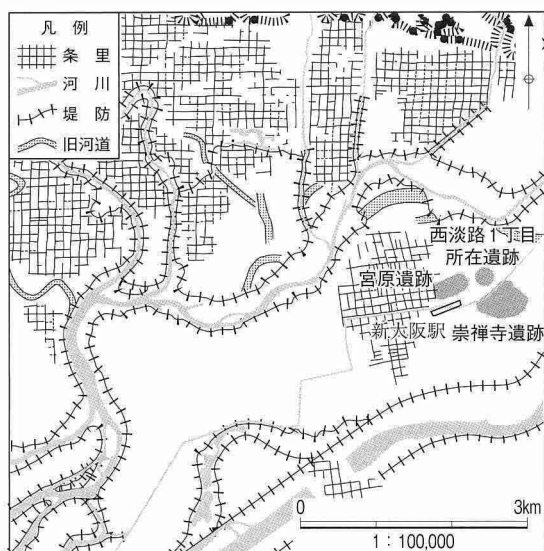 凡例
条里
河川
堤防
旧河道
西淡路1丁目
所在遺跡
宮原遺跡
新大阪駅
崇禅寺遺跡
0
3km
1:100,000